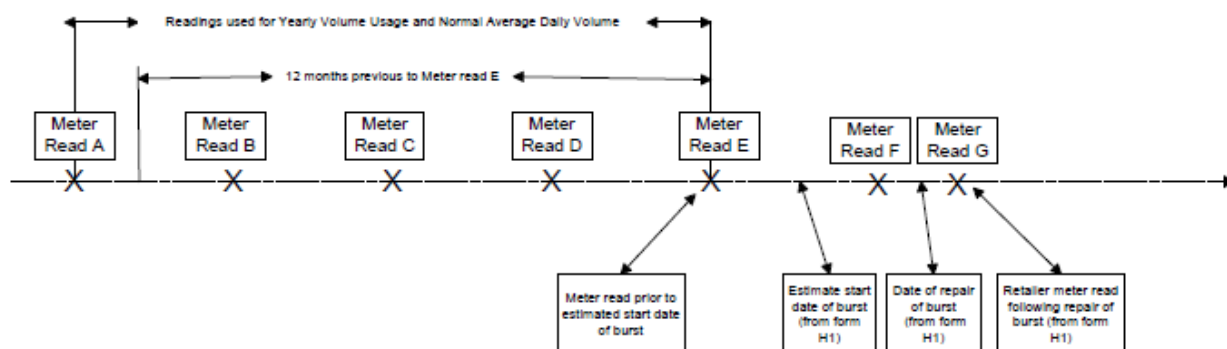 Readings used for Yearly Volume Usage and Normal Average Daily Volume
12 months previous to Meter read E
Meter
Read A
Meter
Read B
Meter
Read C
Meter
Read D
Meter
Read E
Meter
Read F
Meter
Read G
X
X
X
X
X
X
X
Meter read prior to
estimated start date
of burst
Estimate start
date of burst
(from form
H1)
Date of repair
of burst
(from form
H1)
Retailer meter read
following repair of
burst (from form
H1)